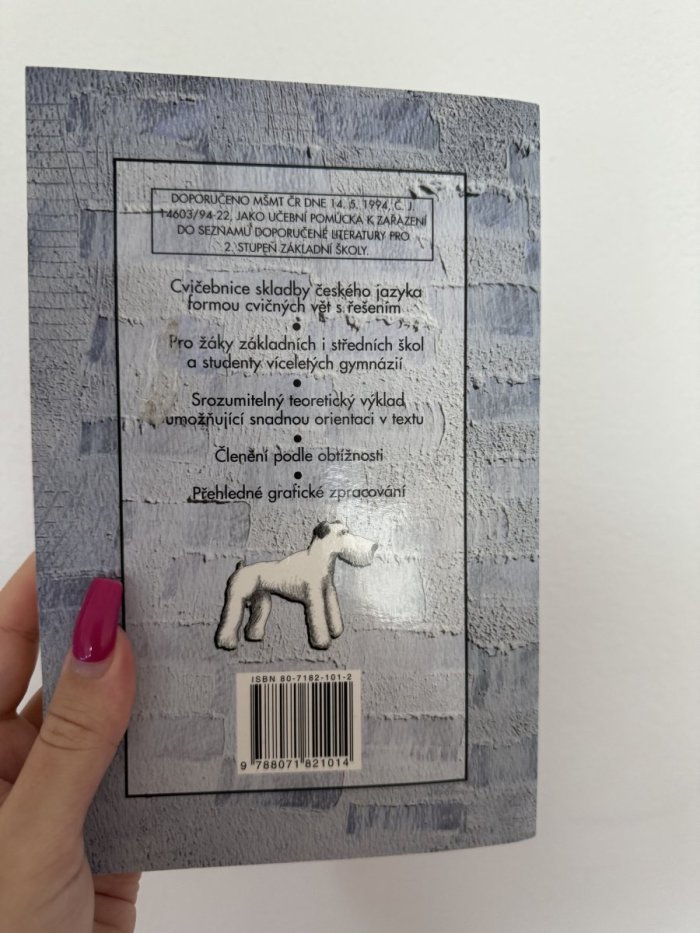 DOPORUČENO MŠMT ČR DNE 14. 5. 1994, Č. J.
14603/94-22, JAKO UČEBNÍ POMŮCKA K ZAŘAZENÍ
DO SEZNAMU DOPORUČENÉ LITERATURY PRO
2. STUPEŇ ZÁKLADNÍ ŠKOLY.
Cvičebnice skladby českého jazyka
formou cvičných vět s řešením
•
Pro žáky základních i středních škol
a studenty víceletých gymnázií
•
Srozumitelný teoretický výklad
umožňující snadnou orientaci v textu
•
Členění podle obtížnosti
•
Přehledné grafické zpracování
ISBN 80-7182-101-2
9 788071 821014